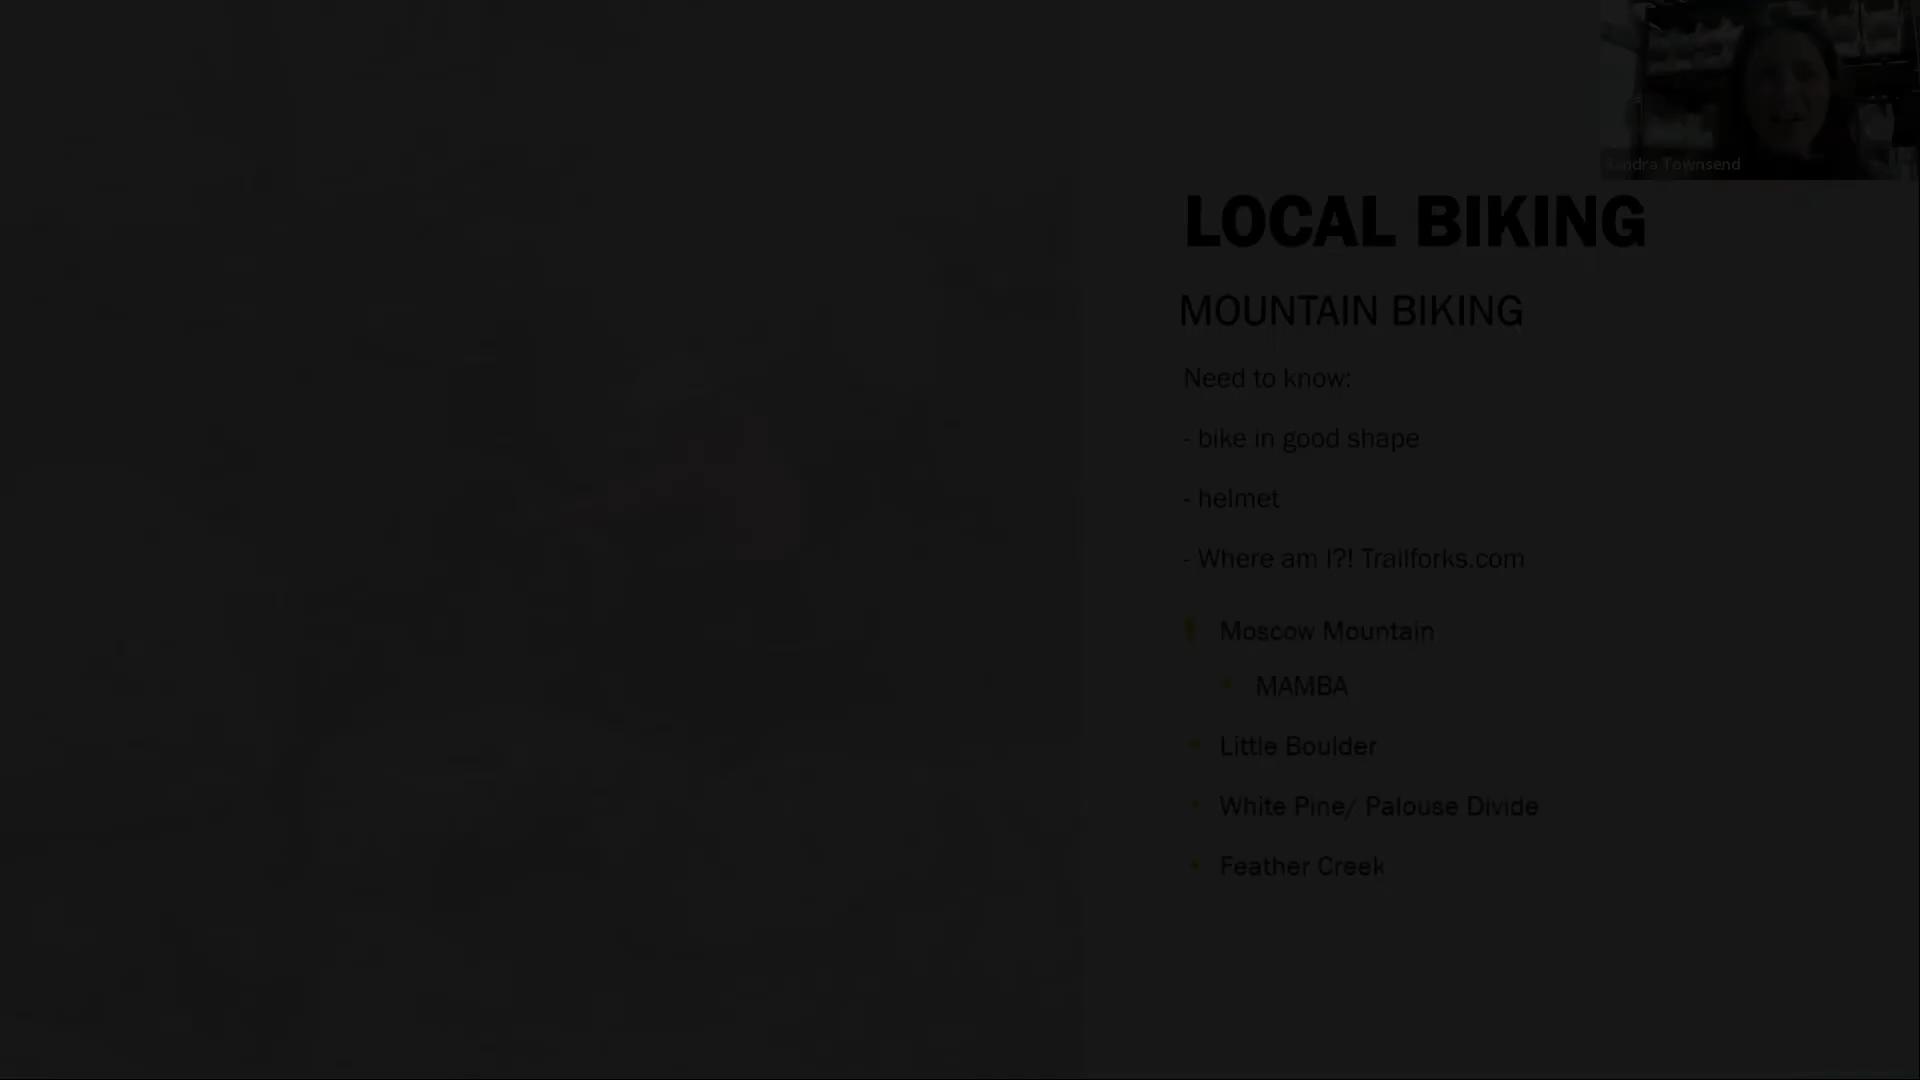 Townsend
LOCAL BIKING
MOUNTAIN BIKING
Need to know:
- bike in good shape
- helmet
- Where am I?! Trailforks.com
Moscow Mountain
MAMBA
Little Boulder
White Pine/ Palouse Divide
Feather Creek